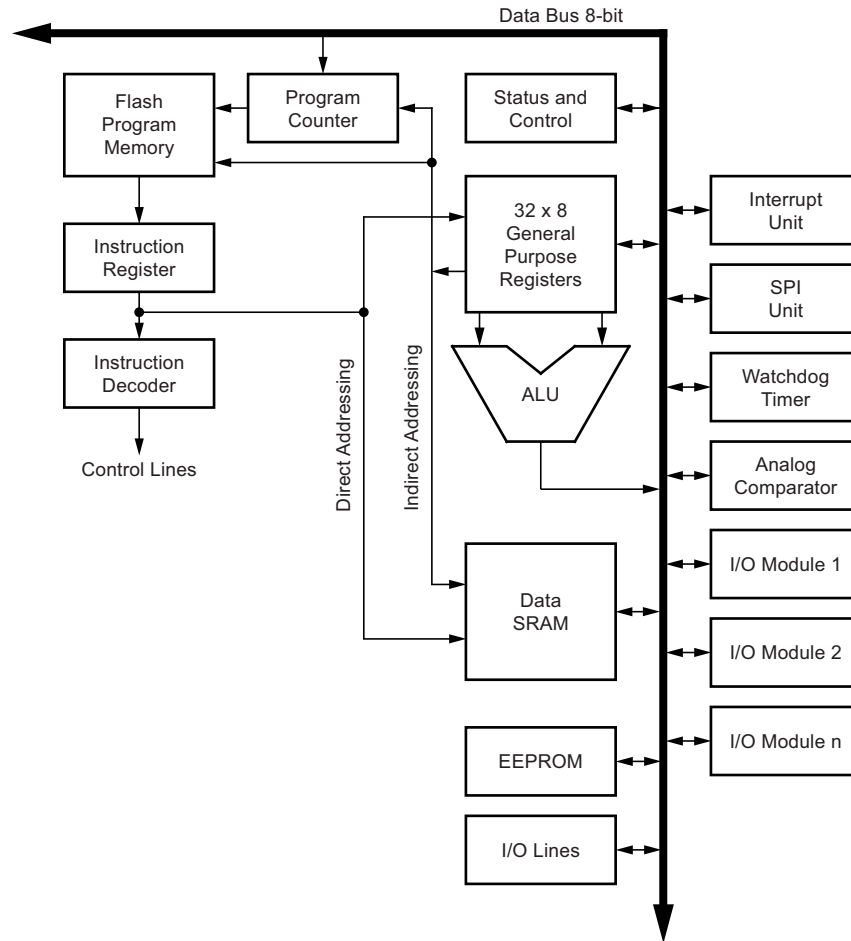 Data Bus 8-bit
Flash
Program
Memory
Program
Counter
Status and
Control
32 x 8
General
Purpose
Registers
Interrupt
Unit
Instruction
Register
SPI
Unit
Instruction
Decoder
Watchdog
Timer
ALU
Control Lines
Direct Addressing
Indirect Addressing
Analog
Comparator
I/O Module 1
Data
SRAM
I/O Module 2
I/O Module n
EEPROM
I/O Lines